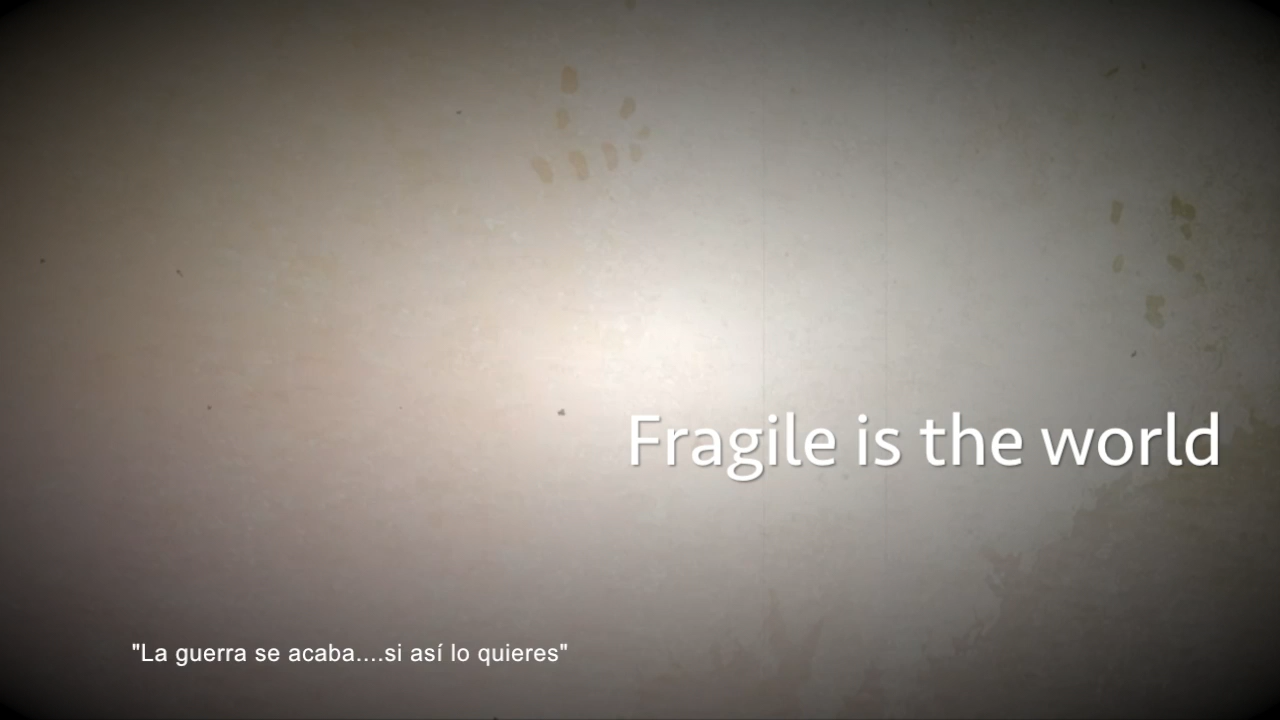 Fragile is the world
"La guerra se acaba....si así lo quieres"